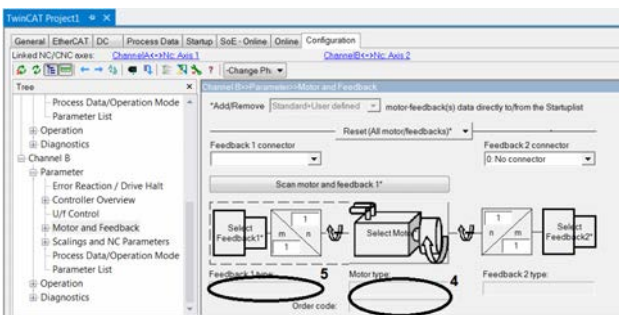 TwinCAT Project1
General EtherCAT DC Process Data Startup SoE - Online Online Configuration
Linked NC/CNC axes: ChannelA<->Nc: Axis 1 ChannelB<->Nc: Axis 2
-Change Ph
Tree
Channel B>>Parameter>>Motor and Feedback
Process Data/Operation Mode
Parameter List
Operation
Diagnostics
Channel B
Parameter
Error Reaction / Drive Halt
Controller Overview
U/f Control
Motor and Feedback
Scalings and NC Parameters
Process Data/Operation Mode
Parameter List
Operation
Diagnostics
*Add/Remove Standard+User defined motor-feedback(s) data directly to/from the Startuplist
Reset (All motor/feedbacks)*
Feedback 1 connector
Feedback 2 connector
0: No connector
Scan motor and feedback 1*
Select Feedback1*
1
m n
1
Select Moto
1
n m
1
Select Feedback2*
Feedback 1 type:
5
Motor type:
4
Feedback 2 type:
Order code: